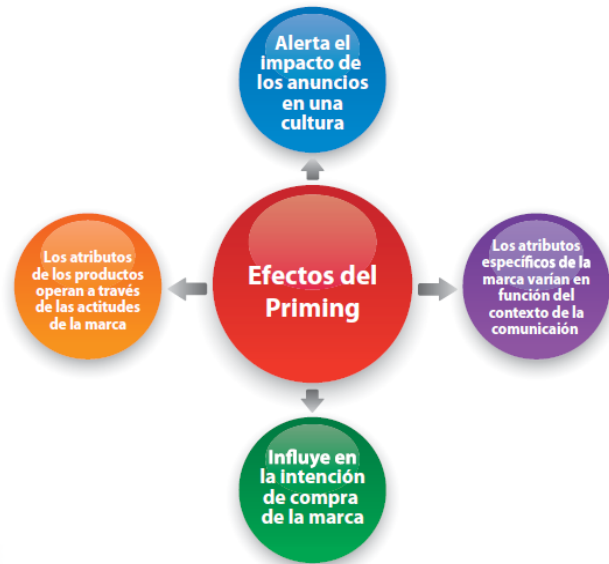 Alerta el
impacto de
los anuncios
en una
cultura
Los atributos
de los productos
operan a través
de las actitudes
de la marca
Efectos del
Priming
Los atributos
específicos de la
marca varían en
función del
contexto de la
comunicaión
Influye en
la intención
de compra
de la marca